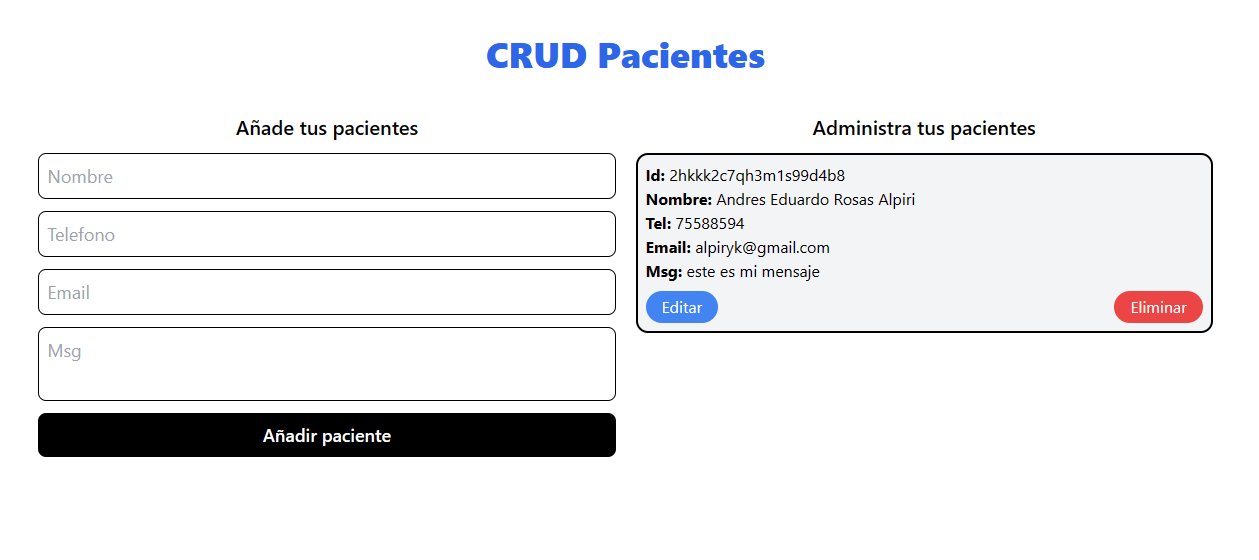 CRUD Pacientes
Añade tus pacientes
Nombre
Telefono
Email
Msg
Añadir paciente
Administra tus pacientes
Id: 2hkkk2c7qh3m1s99d4b8
Nombre: Andres Eduardo Rosas Alpiri
Tel: 75588594
Email: alpiryk@gmail.com
Msg: este es mi mensaje
Editar
Eliminar